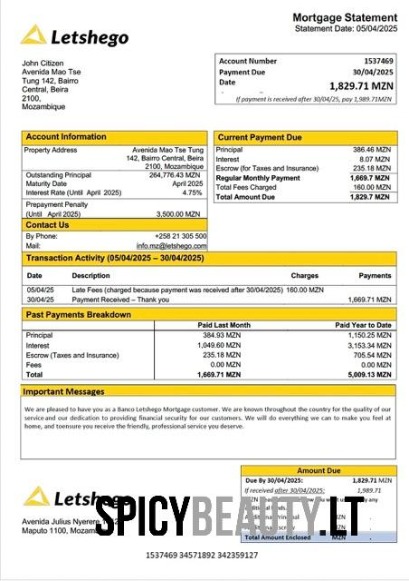 Mortgage Statement
Statement Date: 05/04/2025
Letshego
John Citizen
Avenida Mao Tse
Tung 142, Bairro
Central, Beira
2100,
Mozambique
Account Number 1537469
Payment Due 30/04/2025
Date
1,829.71 MZN
If payment is received after 30/04/25, pay 1,989.71MZN
Account Information
Property Address Avenida Mao Tse Tung
142, Bairro Central, Beira
2100, Mozambique
Outstanding Principal 264,776.43 MZN
Maturity Date April 2025
Interest Rate (Until April 2025) 4.75%
Prepayment Penalty
(Until April 2025) 3,500.00 MZN
Contact Us
By Phone: +258 21 305 500
Mail: info.mz@letshego.com
Current Payment Due
Principal 386.46 MZN
Interest 8.07 MZN
Escrow (for Taxes and Insurance) 235.18 MZN
Regular Monthly Payment 1,669.7 MZN
Total Fees Charged 160.00 MZN
Total Amount Due 1,829.7 MZN
Transaction Activity (05/04/2025 – 30/04/2025)
Date Description Charges Payments
05/04/25 Late Fees (charged because payment was received after 30/04/2025) 160.00 MZN
30/04/25 Payment Received – Thank you 1,669.71 MZN
Past Payments Breakdown
Paid Last Month Paid Year to Date
Principal 384.93 MZN 1,150.25 MZN
Interest 1,049.60 MZN 3,153.34 MZN
Escrow (Taxes and Insurance) 235.18 MZN 705.54 MZN
Fees 0.00 MZN 0.00 MZN
Total 1,669.71 MZN 5,009.13 MZN
Important Messages
We are pleased to have you as a Banco Letshego Mortgage customer. We are known throughout the country for the quality of our
service and our dedication to providing financial security for our customers. We will do everything we can to make you feel at
home, and toensure you receive the friendly, professional service you deserve.
Amount Due
Due By 30/04/2025: 1,829.71 MZN
If received after 30/04/2025: 1,989.71
Letshego
Avenida Julius Nyerere
Maputo 1100,
Total Amount Enclosed MZN
SPICYBEAUTY.LT
1537469 34571892 342359127